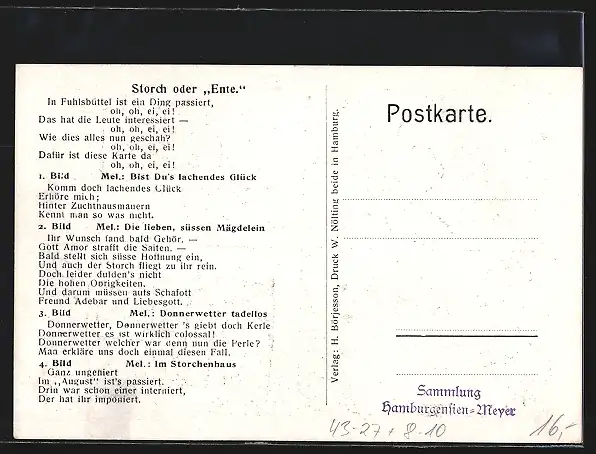 Storch oder „Ente.“
In Fuhlsbüttel ist ein Ding passiert,
oh, oh, ei, ei!
Das hat die Leute interessiert —
oh, oh, ei, ei!
Wie dies alles nun geschah?
oh, oh, ei, ei!
Dafür ist diese Karte da
oh, oh, ei, ei!
1. Bild Mel.: Bist Du's lachendes Glück
Komm doch lachendes Glück
Erhöre mich;
Hinter Zuchthausmauern
Kennt man so was nicht.
2. Bild Mel.: Die lieben, süssen Mägdelein
Ihr Wunsch fand bald Gehör, —
Gott Amor strafft die Saiten. —
Bald stellt sich süsse Hoffnung ein,
Und auch der Storch fliegt zu ihr rein.
Doch leider dulden's nicht
Die hohen Obrigkeiten.
Und darum müssen aufs Schafott
Freund Adebar und Liebesgott.
3. Bild Mel.: Donnerwetter tadellos
Donnerwetter, Donnerwetter 's giebt doch Kerle
Donnerwetter es ist wirklich colossal!
Donnerwetter welcher war denn nun die Perle?
Man erkläre uns doch einmal diesen Fall.
4. Bild Mel.: Im Storchenhaus
Ganz ungeniert
Im „August“ ist's passiert.
Drin war schon einer interniert,
Der hat ihr imponiert.
Verlag: H. Börjesson, Druck W. Nölting beide in Hamburg.
Postkarte.
Sammlung
Hamburgensien-Meyer
43-27 + 8-10
16,-